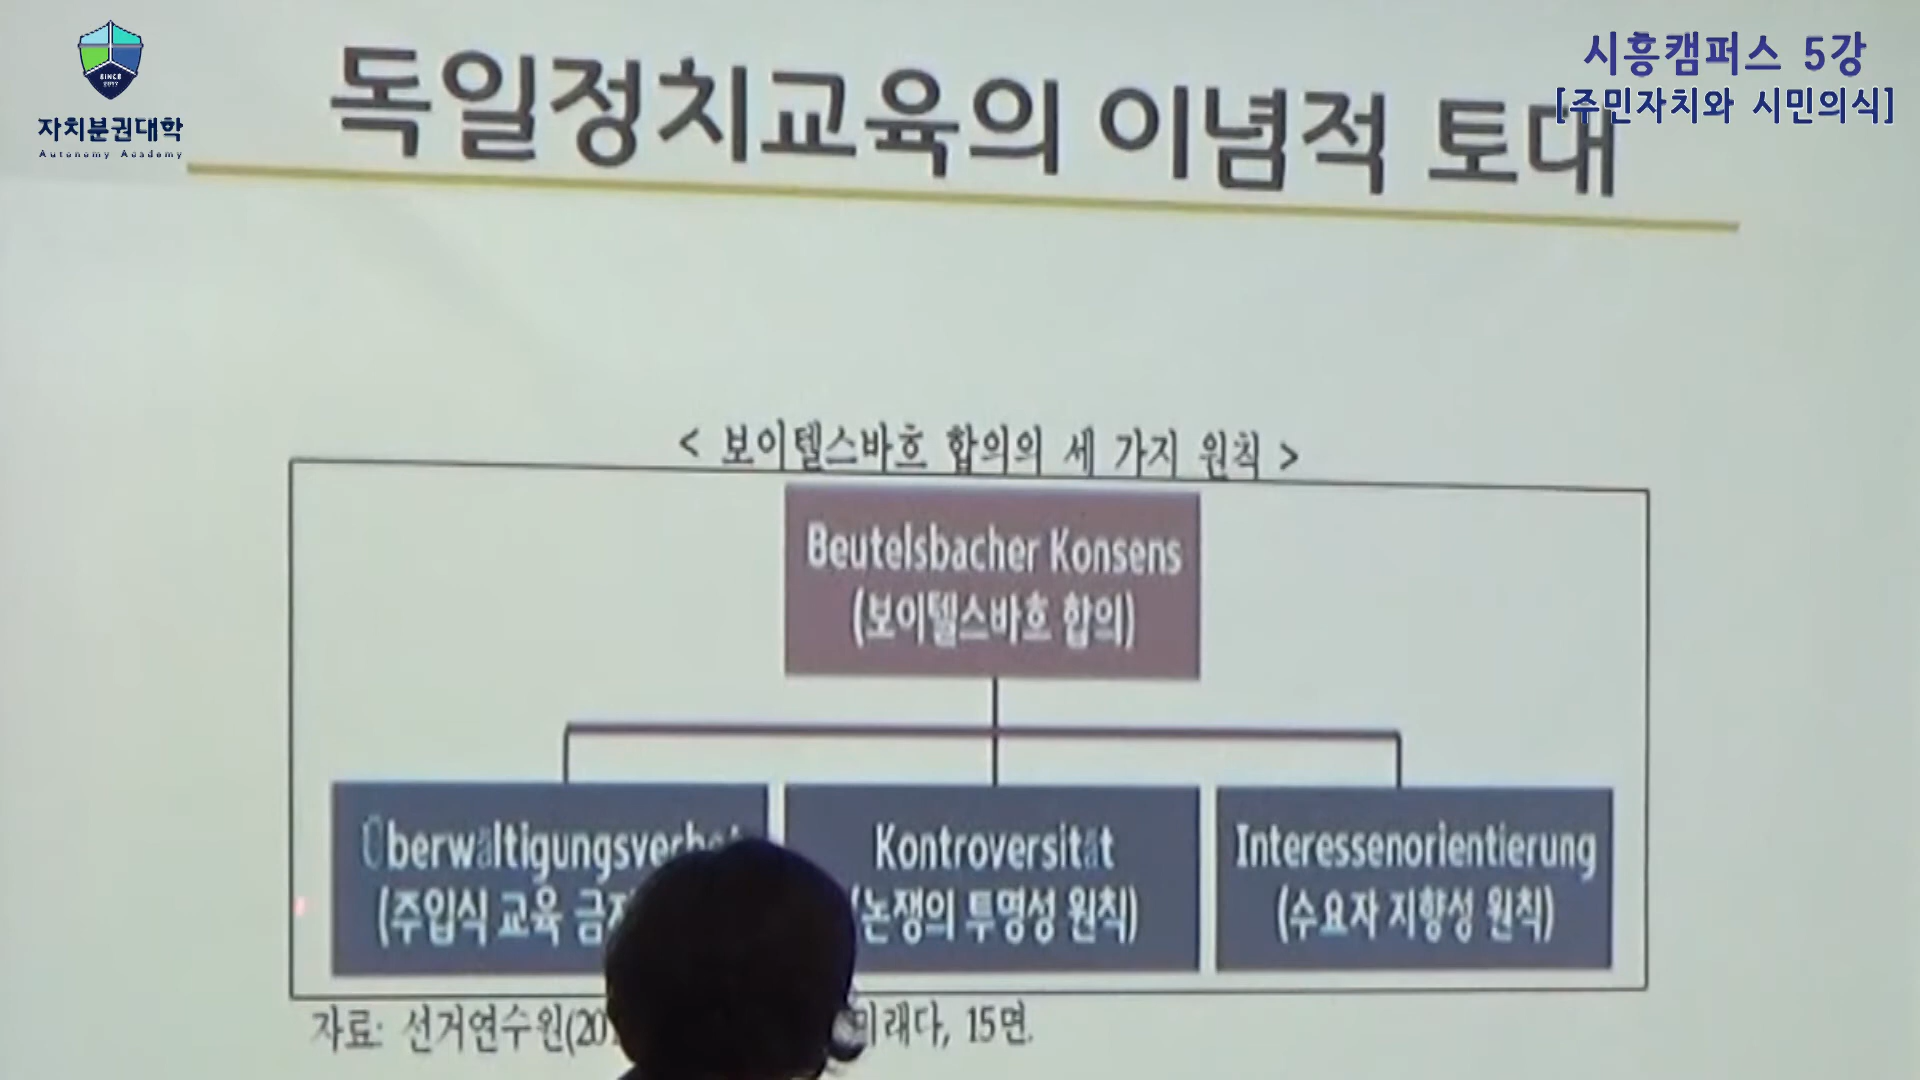 SINCE
2017
자치분권대학
Autonomy Academy
시흥캠퍼스 5강
[주민자치와 시민의식]
독일정치교육의 이념적 토대
< 보이텔스바흐 합의의 세 가지 원칙 >
Beutelsbacher Konsens
(보이텔스바흐 합의)
(주입식 교육
Kontroversität
(논쟁의 투명성 원칙)
Interessenorientierung
(수요자 지향성 원칙)
자료: 선거연수원(20
미래다, 15면.